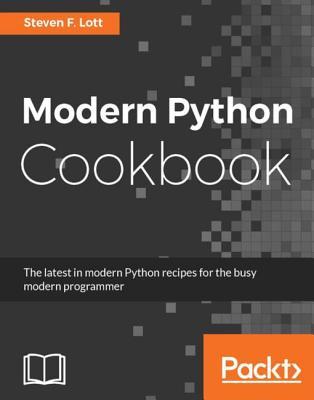 Steven F. Lott
Modern Python
Cookbook
The latest in modern Python recipes for the busy
modern programmer
Packt>